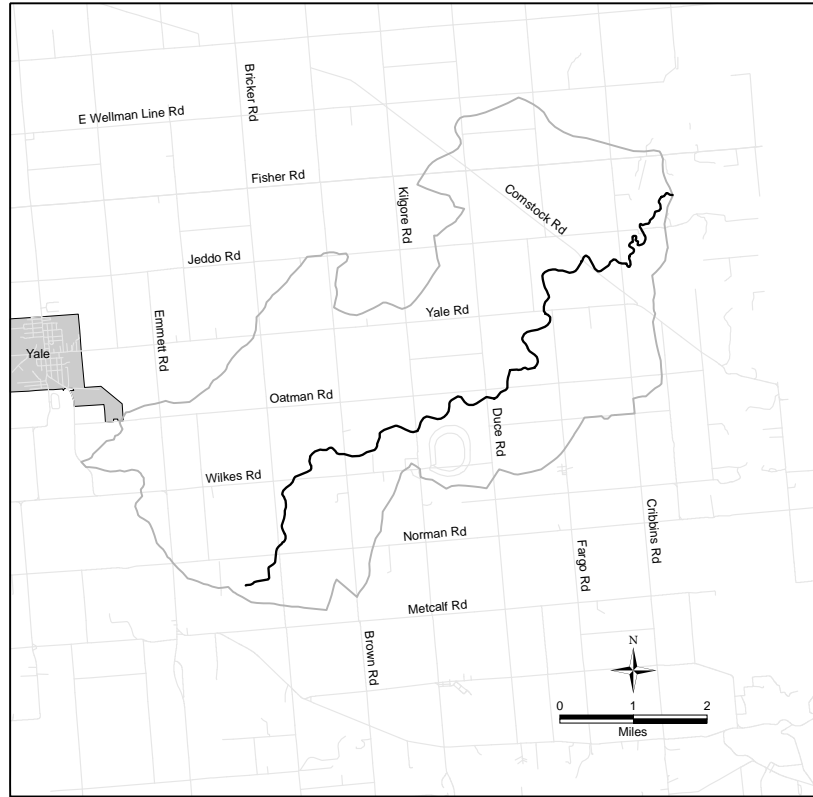 Bricker Rd
E Wellman Line Rd
Fisher Rd
Kilgore Rd
Comstock Rd
Jeddo Rd
Emmett Rd
Yale Rd
Yale
Oatman Rd
Duce Rd
Wilkes Rd
Cribbins Rd
Norman Rd
Fargo Rd
Metcalf Rd
Brown Rd
N
0 1 2
Miles